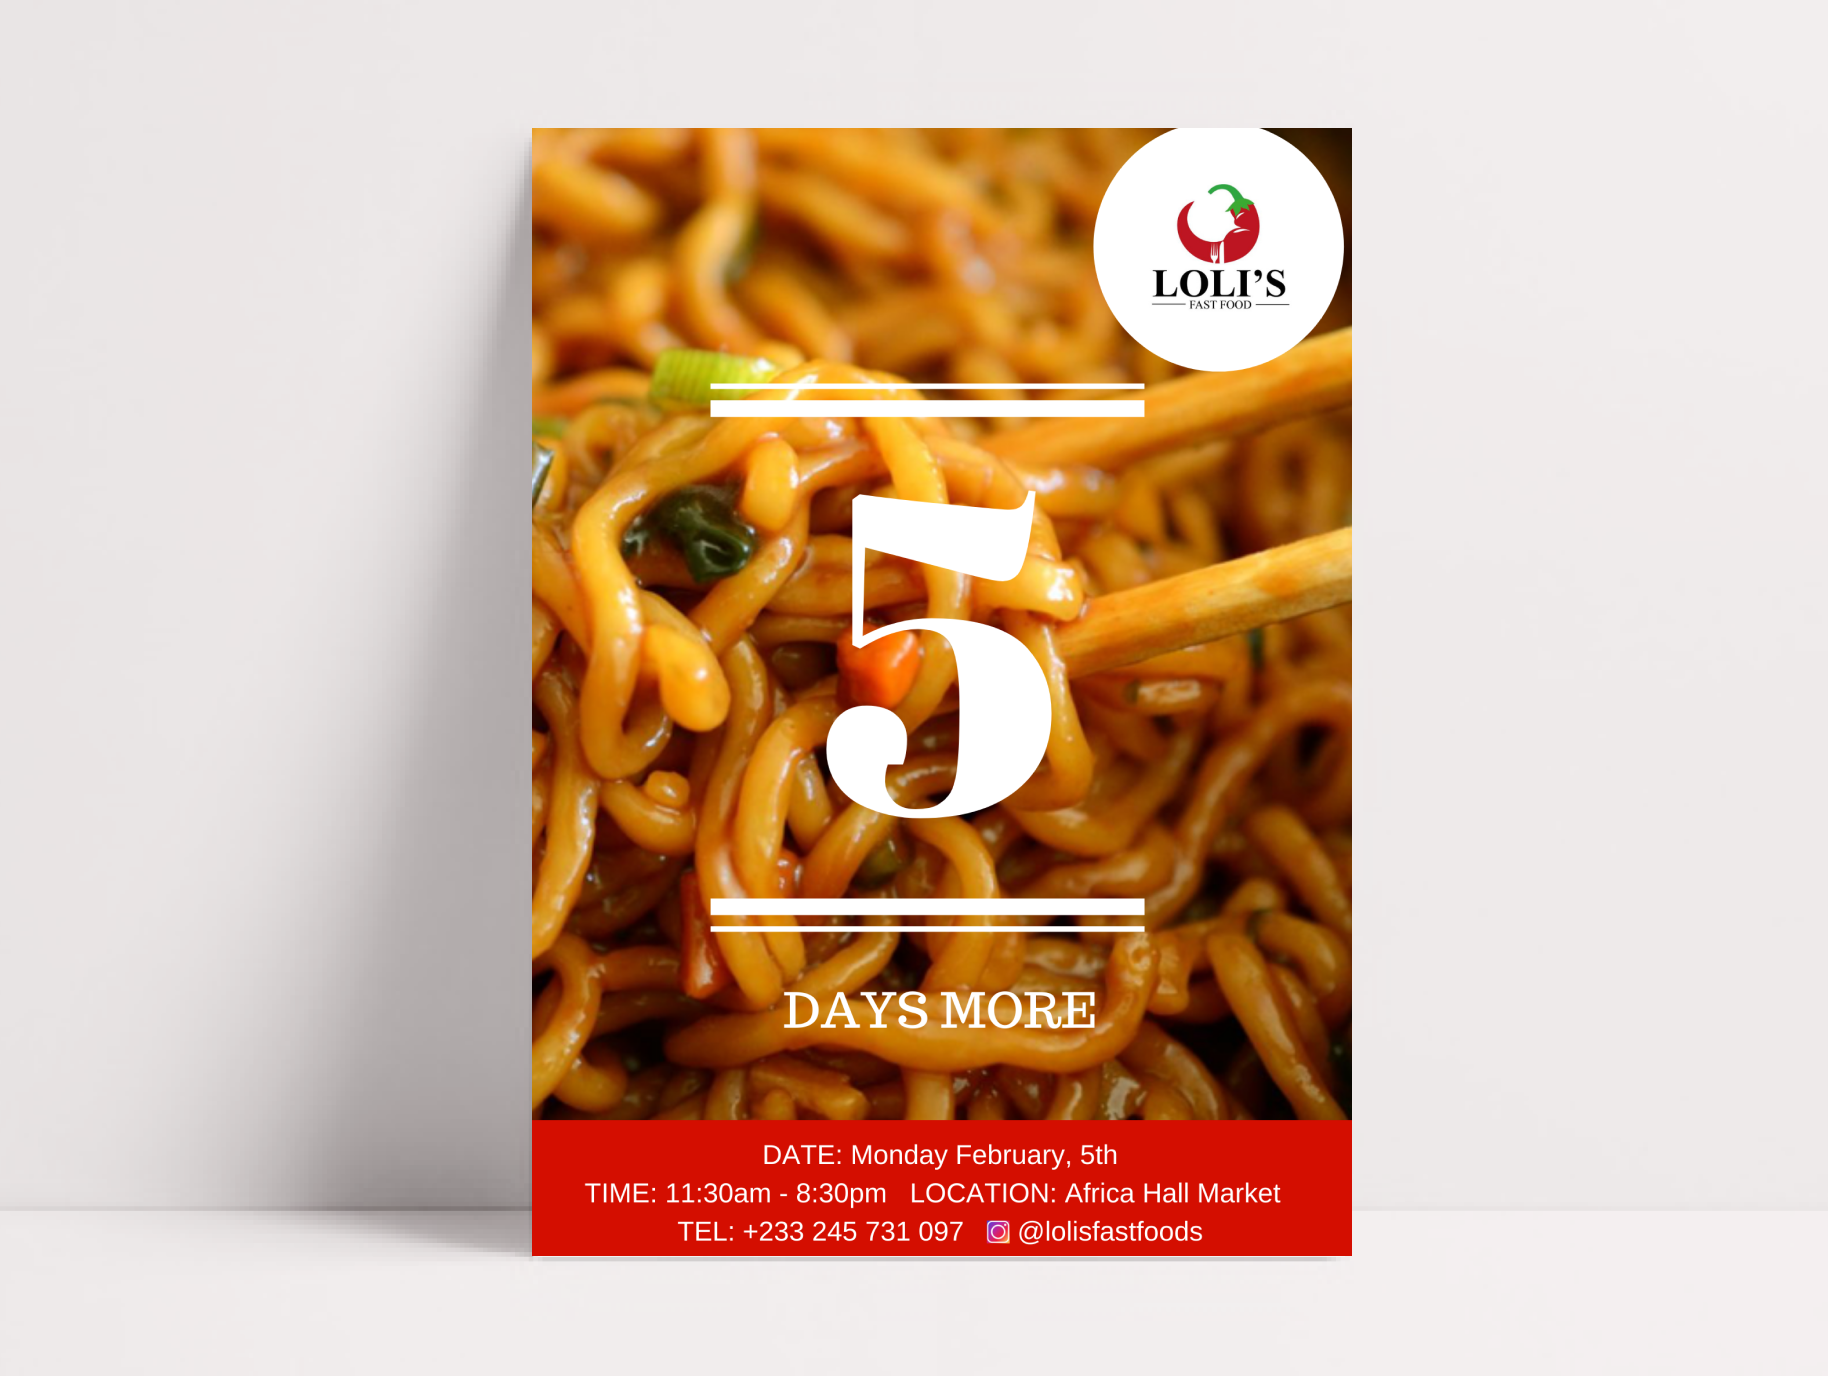 LOLI'S
FAST FOOD
5
DAYS MORE
DATE: Monday February, 5th
TIME: 11:30am - 8:30pm LOCATION: Africa Hall Market
TEL: +233 245 731 097 @lolisfastfoods